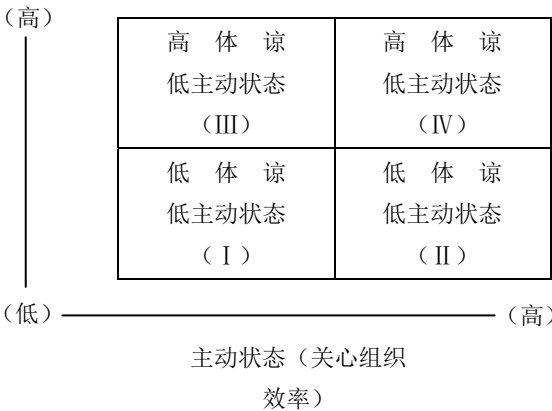 （高）
高 体 谅
低主动状态
（Ⅲ）
高 体 谅
低主动状态
（Ⅳ）
低 体 谅
低主动状态
（Ⅰ）
低 体 谅
低主动状态
（Ⅱ）
（低）
（高）
主动状态（关心组织
效率）